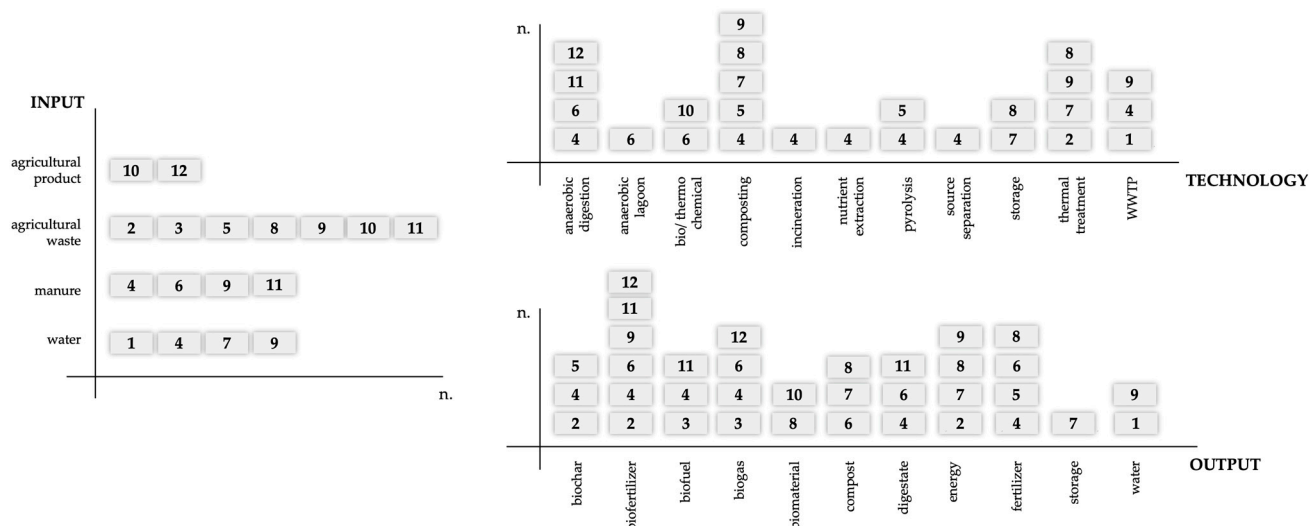 INPUT
agricultural
product
10 12
agricultural
waste
2 3 5 8 9 10 11
manure
4 6 9 11
water
1 4 7 9
n.
n.
9
12 8 8
11 7 9 9
6 10 5 5 8 7 4
4 6 6 4 4 4 4 4 7 2 1
TECHNOLOGY
anaerobic
digestion
anaerobic
lagoon
bio/ thermo
chemical
composting
incineration
nutrient
extraction
pyrolysis
source
separation
storage
thermal
treatment
WWTP
12
11
n.
9 12 9 8
5 6 11 6 8 11 8 6
4 4 4 4 10 7 6 7 5 9
2 2 3 3 8 6 4 2 4 7 1
OUTPUT
biochar
biofertilizer
biofuel
biogas
biomaterial
compost
digestate
energy
fertilizer
storage
water